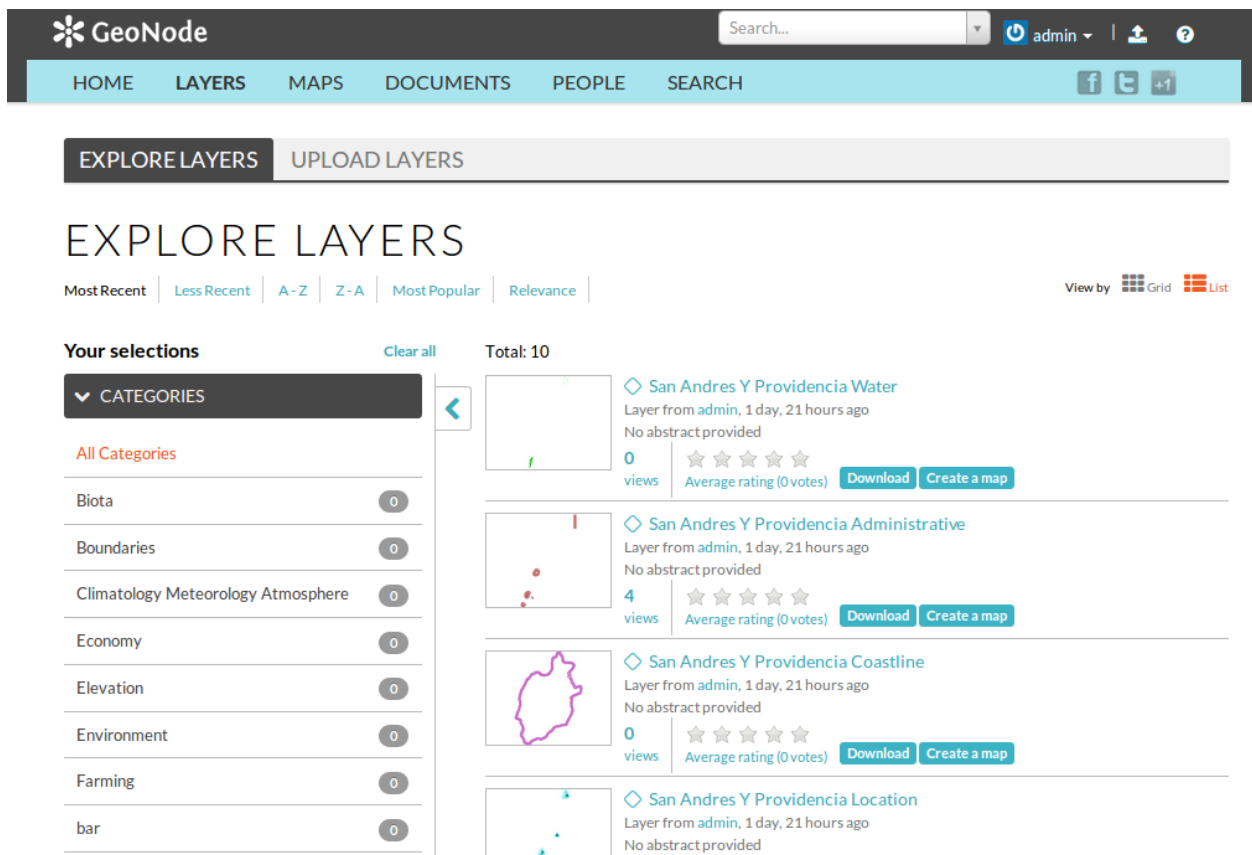 GeoNode
Search...
admin
HOME LAYERS MAPS DOCUMENTS PEOPLE SEARCH
f t +1
EXPLORE LAYERS UPLOAD LAYERS
EXPLORE LAYERS
Most Recent Less Recent A - Z Z - A Most Popular Relevance
View by Grid List
Your selections Clear all
CATEGORIES
All Categories
Biota 0
Boundaries 0
Climatology Meteorology Atmosphere 0
Economy 0
Elevation 0
Environment 0
Farming 0
bar 0
Total: 10
San Andres Y Providencia Water
Layer from admin, 1 day, 21 hours ago
No abstract provided
0
views Average rating (0 votes) Download Create a map
San Andres Y Providencia Administrative
Layer from admin, 1 day, 21 hours ago
No abstract provided
4
views Average rating (0 votes) Download Create a map
San Andres Y Providencia Coastline
Layer from admin, 1 day, 21 hours ago
No abstract provided
0
views Average rating (0 votes) Download Create a map
San Andres Y Providencia Location
Layer from admin, 1 day, 21 hours ago
No abstract provided